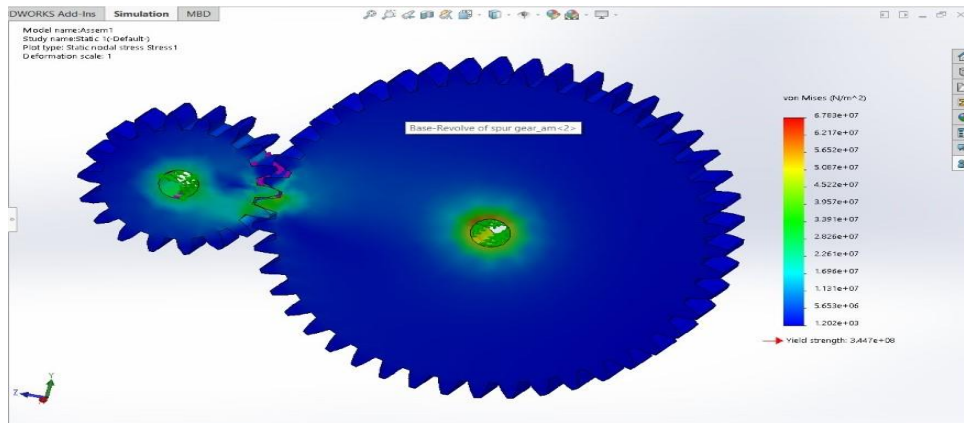 DWORKS Add-Ins Simulation MBD
Model name:Assem1
Study name:Static 1(-Default-)
Plot type: Static nodal stress Stress1
Deformation scale: 1
Base-Revolve of spur gear_am<2>
von Mises (N/m^2)
6.783e+07
6.217e+07
5.652e+07
5.087e+07
4.522e+07
3.957e+07
3.391e+07
2.826e+07
2.261e+07
1.696e+07
1.131e+07
5.653e+06
1.202e+03
Yield strength: 3.447e+08
Y
Z